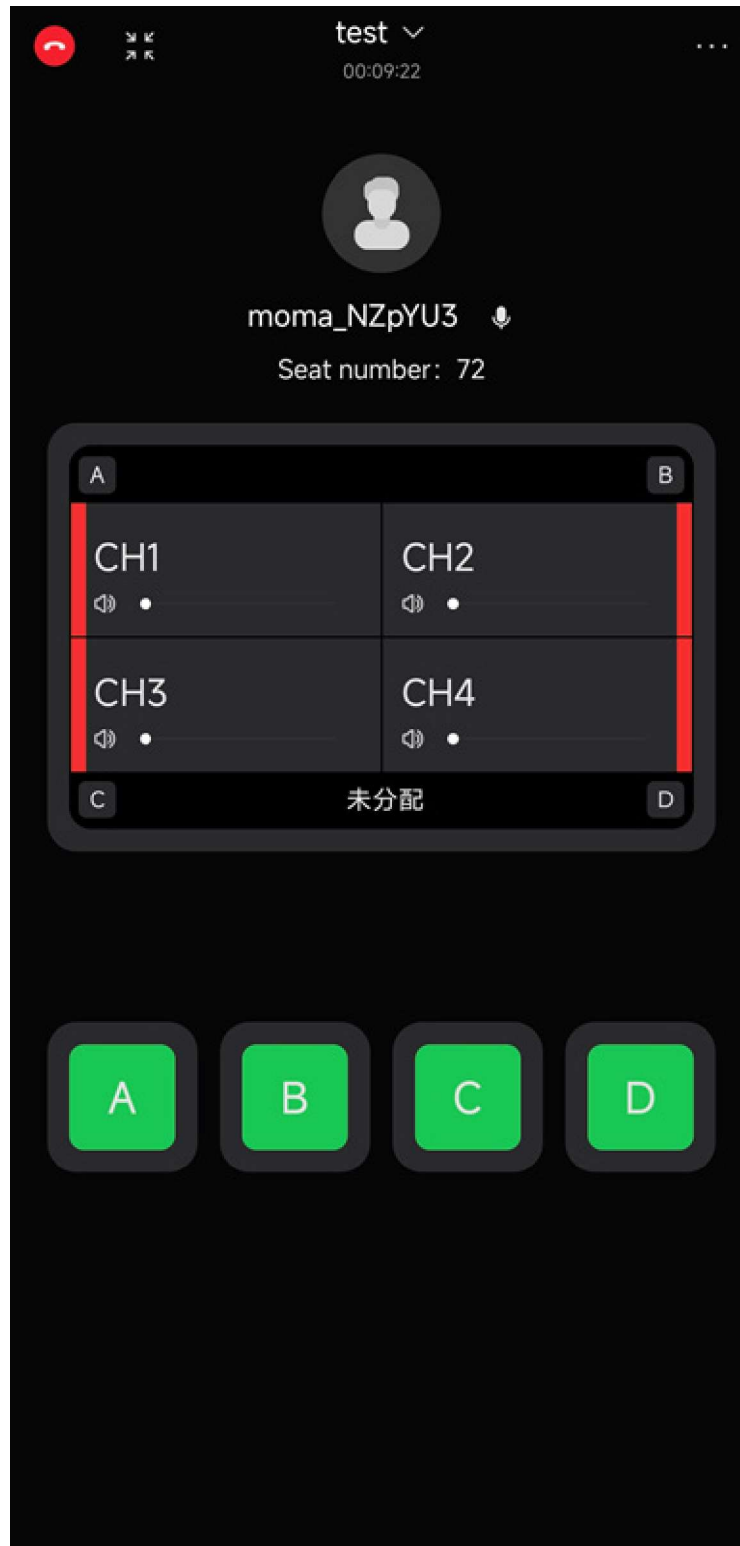 test
00:09:22
moma_NZpYU3
Seat number: 72
A B
CH1 CH2
CH3 CH4
C 未分配 D
A B C D